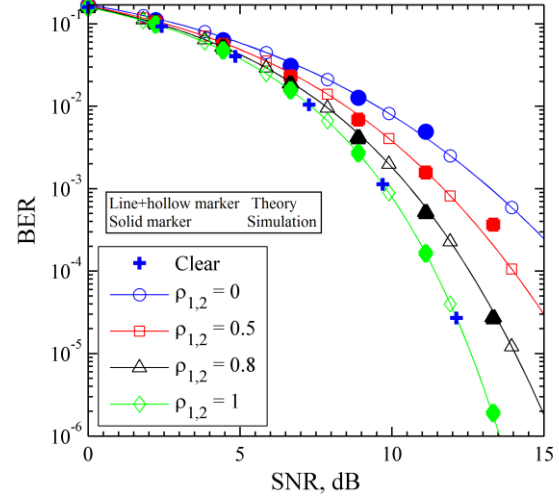 10^-1
10^-2
10^-3
10^-4
10^-5
10^-6
BER
Line+hollow marker Theory
Solid marker Simulation
Clear
ρ1,2 = 0
ρ1,2 = 0.5
ρ1,2 = 0.8
ρ1,2 = 1
0 5 10 15
SNR, dB